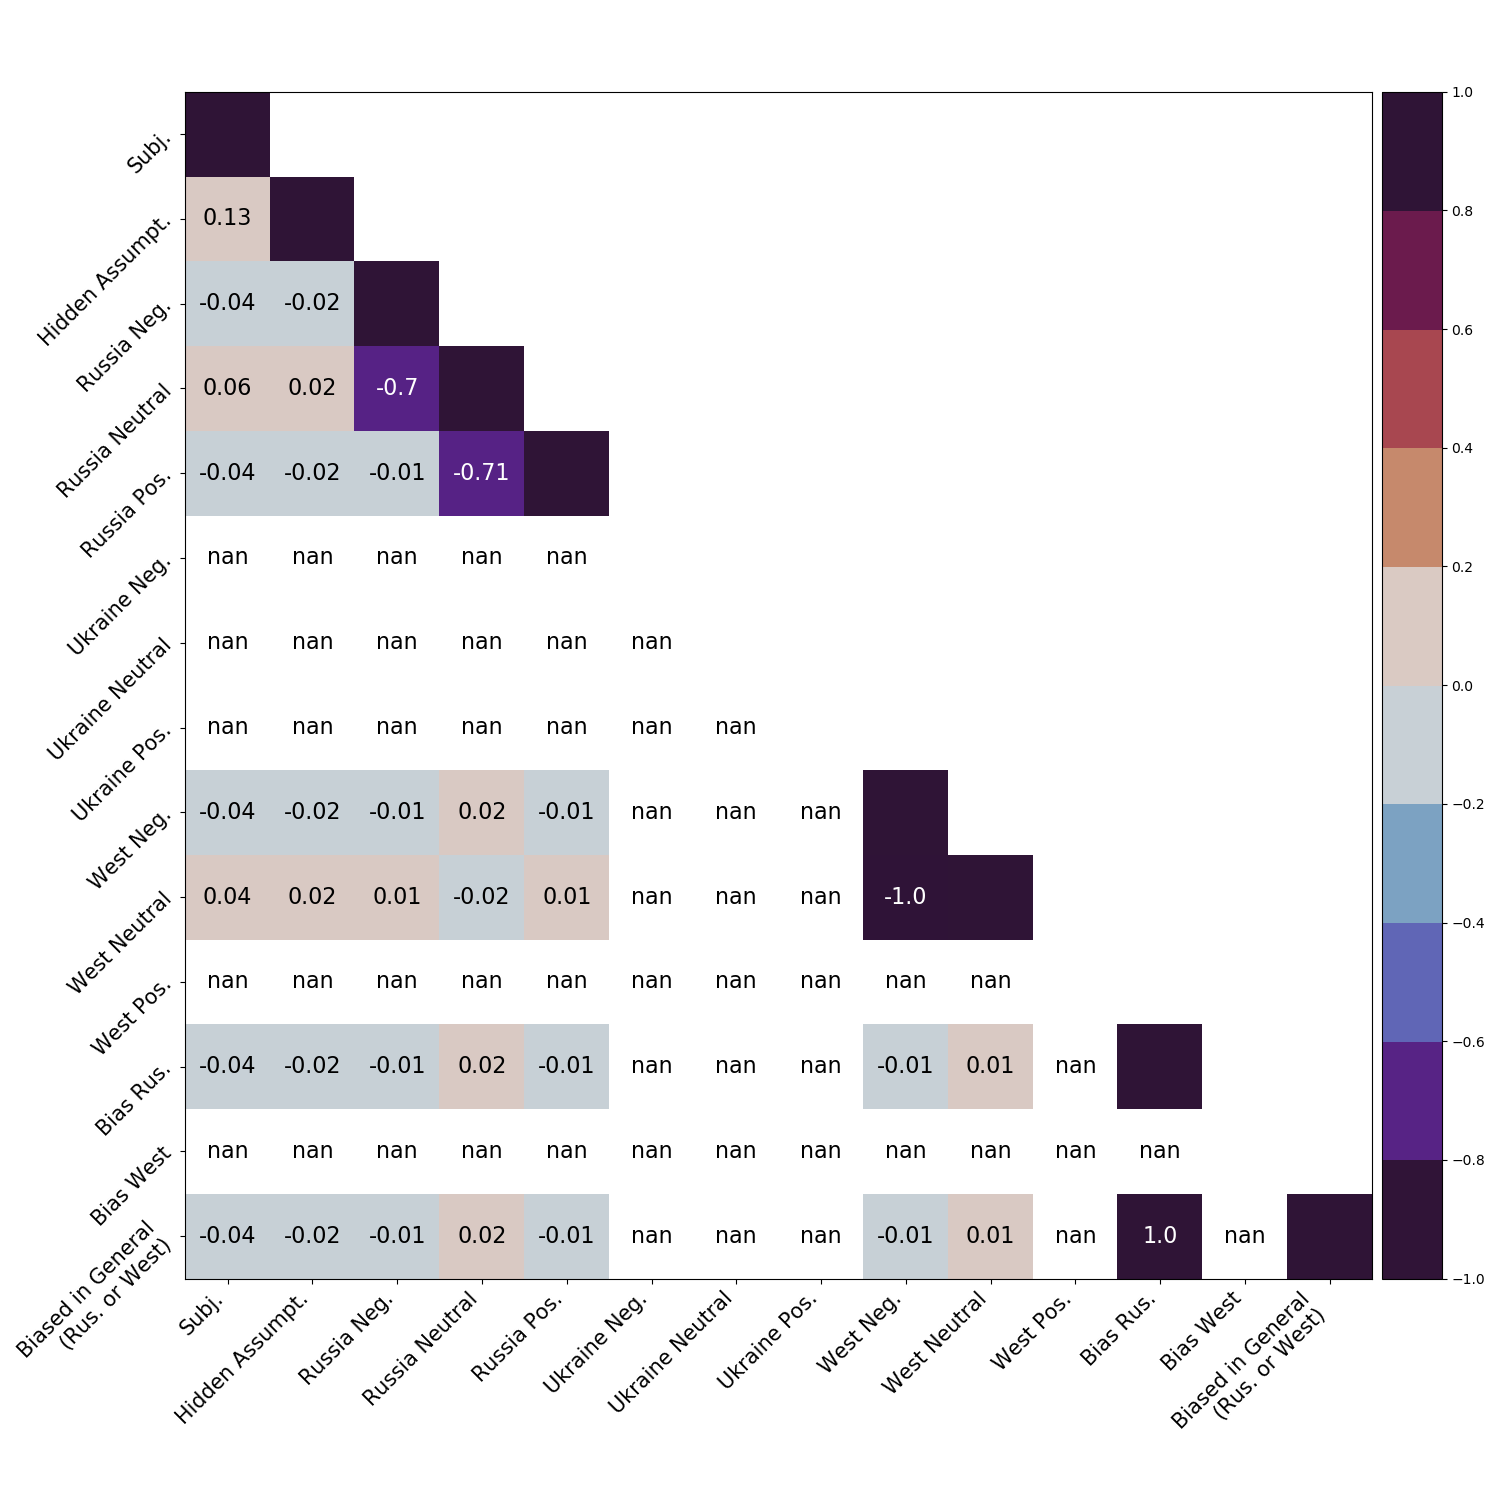 1.0
Subj.
0.8
Hidden Assumpt. 0.13
Russia Neg. -0.04 -0.02
0.6
Russia Neutral 0.06 0.02 -0.7
0.4
Russia Pos. -0.04 -0.02 -0.01 -0.71
Ukraine Neg. nan nan nan nan nan
0.2
Ukraine Neutral nan nan nan nan nan nan
0.0
Ukraine Pos. nan nan nan nan nan nan nan
−0.2
West Neg. -0.04 -0.02 -0.01 0.02 -0.01 nan nan nan
West Neutral 0.04 0.02 0.01 -0.02 0.01 nan nan nan -1.0
−0.4
West Pos. nan nan nan nan nan nan nan nan nan nan
−0.6
Bias Rus. -0.04 -0.02 -0.01 0.02 -0.01 nan nan nan -0.01 0.01 nan
Bias West nan nan nan nan nan nan nan nan nan nan nan nan
−0.8
Biased in General
(Rus. or West)
-0.04 -0.02 -0.01 0.02 -0.01 nan nan nan -0.01 0.01 nan 1.0 nan
−1.0
Subj.
Hidden Assumpt.
Russia Neg.
Russia Neutral
Russia Pos.
Ukraine Neg.
Ukraine Neutral
Ukraine Pos.
West Neg.
West Neutral
West Pos.
Bias Rus.
Bias West
Biased in General
(Rus. or West)